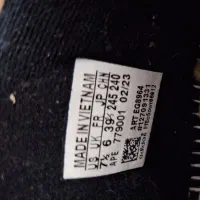 MADE IN VIETNAM
US UK FR JP CHN
7½ 6 39⅓ 245 240
APE 779001 02/23
ART EG8964